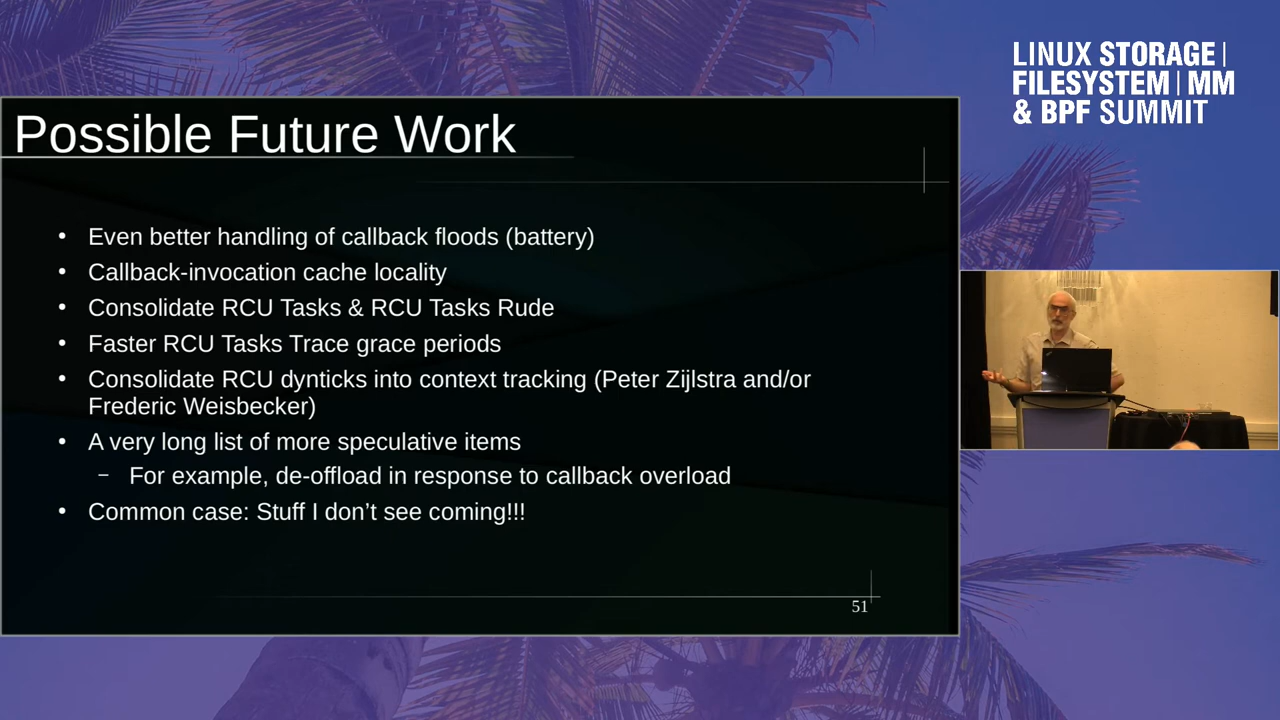 LINUX STORAGE |
FILESYSTEM | MM
& BPF SUMMIT
Possible Future Work
• Even better handling of callback floods (battery)
• Callback-invocation cache locality
• Consolidate RCU Tasks & RCU Tasks Rude
• Faster RCU Tasks Trace grace periods
• Consolidate RCU dynticks into context tracking (Peter Zijlstra and/or
Frederic Weisbecker)
• A very long list of more speculative items
– For example, de-offload in response to callback overload
• Common case: Stuff I don’t see coming!!!
51